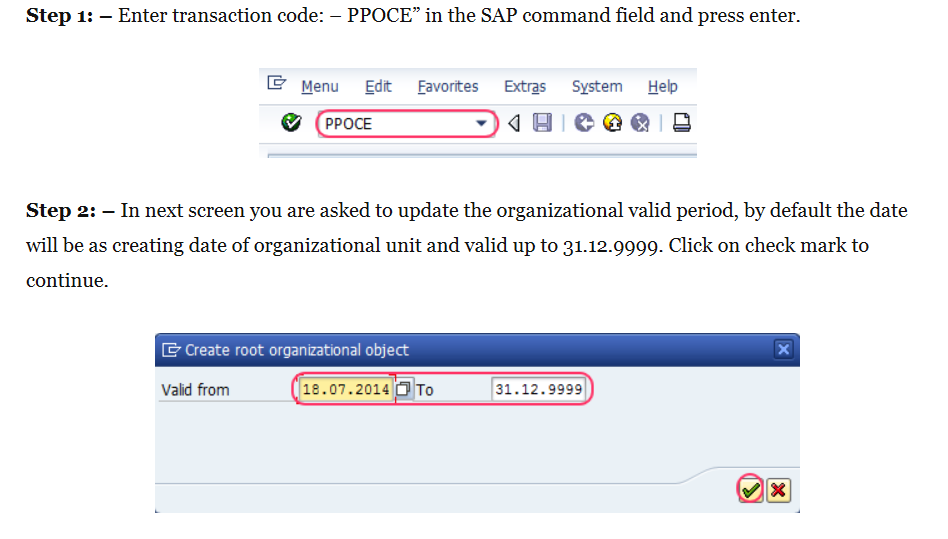 Step 1: – Enter transaction code: – PPOCE” in the SAP command field and press enter.
Menu Edit Favorites Extras System Help
PPOCE
Step 2: – In next screen you are asked to update the organizational valid period, by default the date
will be as creating date of organizational unit and valid up to 31.12.9999. Click on check mark to
continue.
Create root organizational object
Valid from 18.07.2014 To 31.12.9999